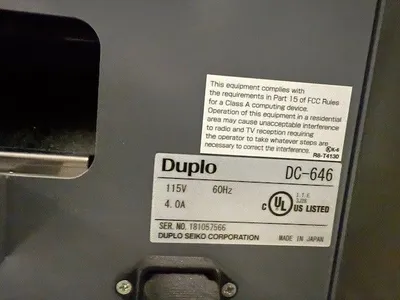 This equipment complies with
the requirements in Part 15 of FCC Rules
for a Class A computing device.
Operation of this equipment in a residential
area may cause unacceptable interference
to radio and TV reception requiring
the operator to take whatever steps are
necessary to correct the interference.
R8-T4130
Duplo DC-646
115V 60Hz
4.0A
C UL US LISTED
SER.NO.181057566
DUPLO SEIKO CORPORATION MADE IN JAPAN